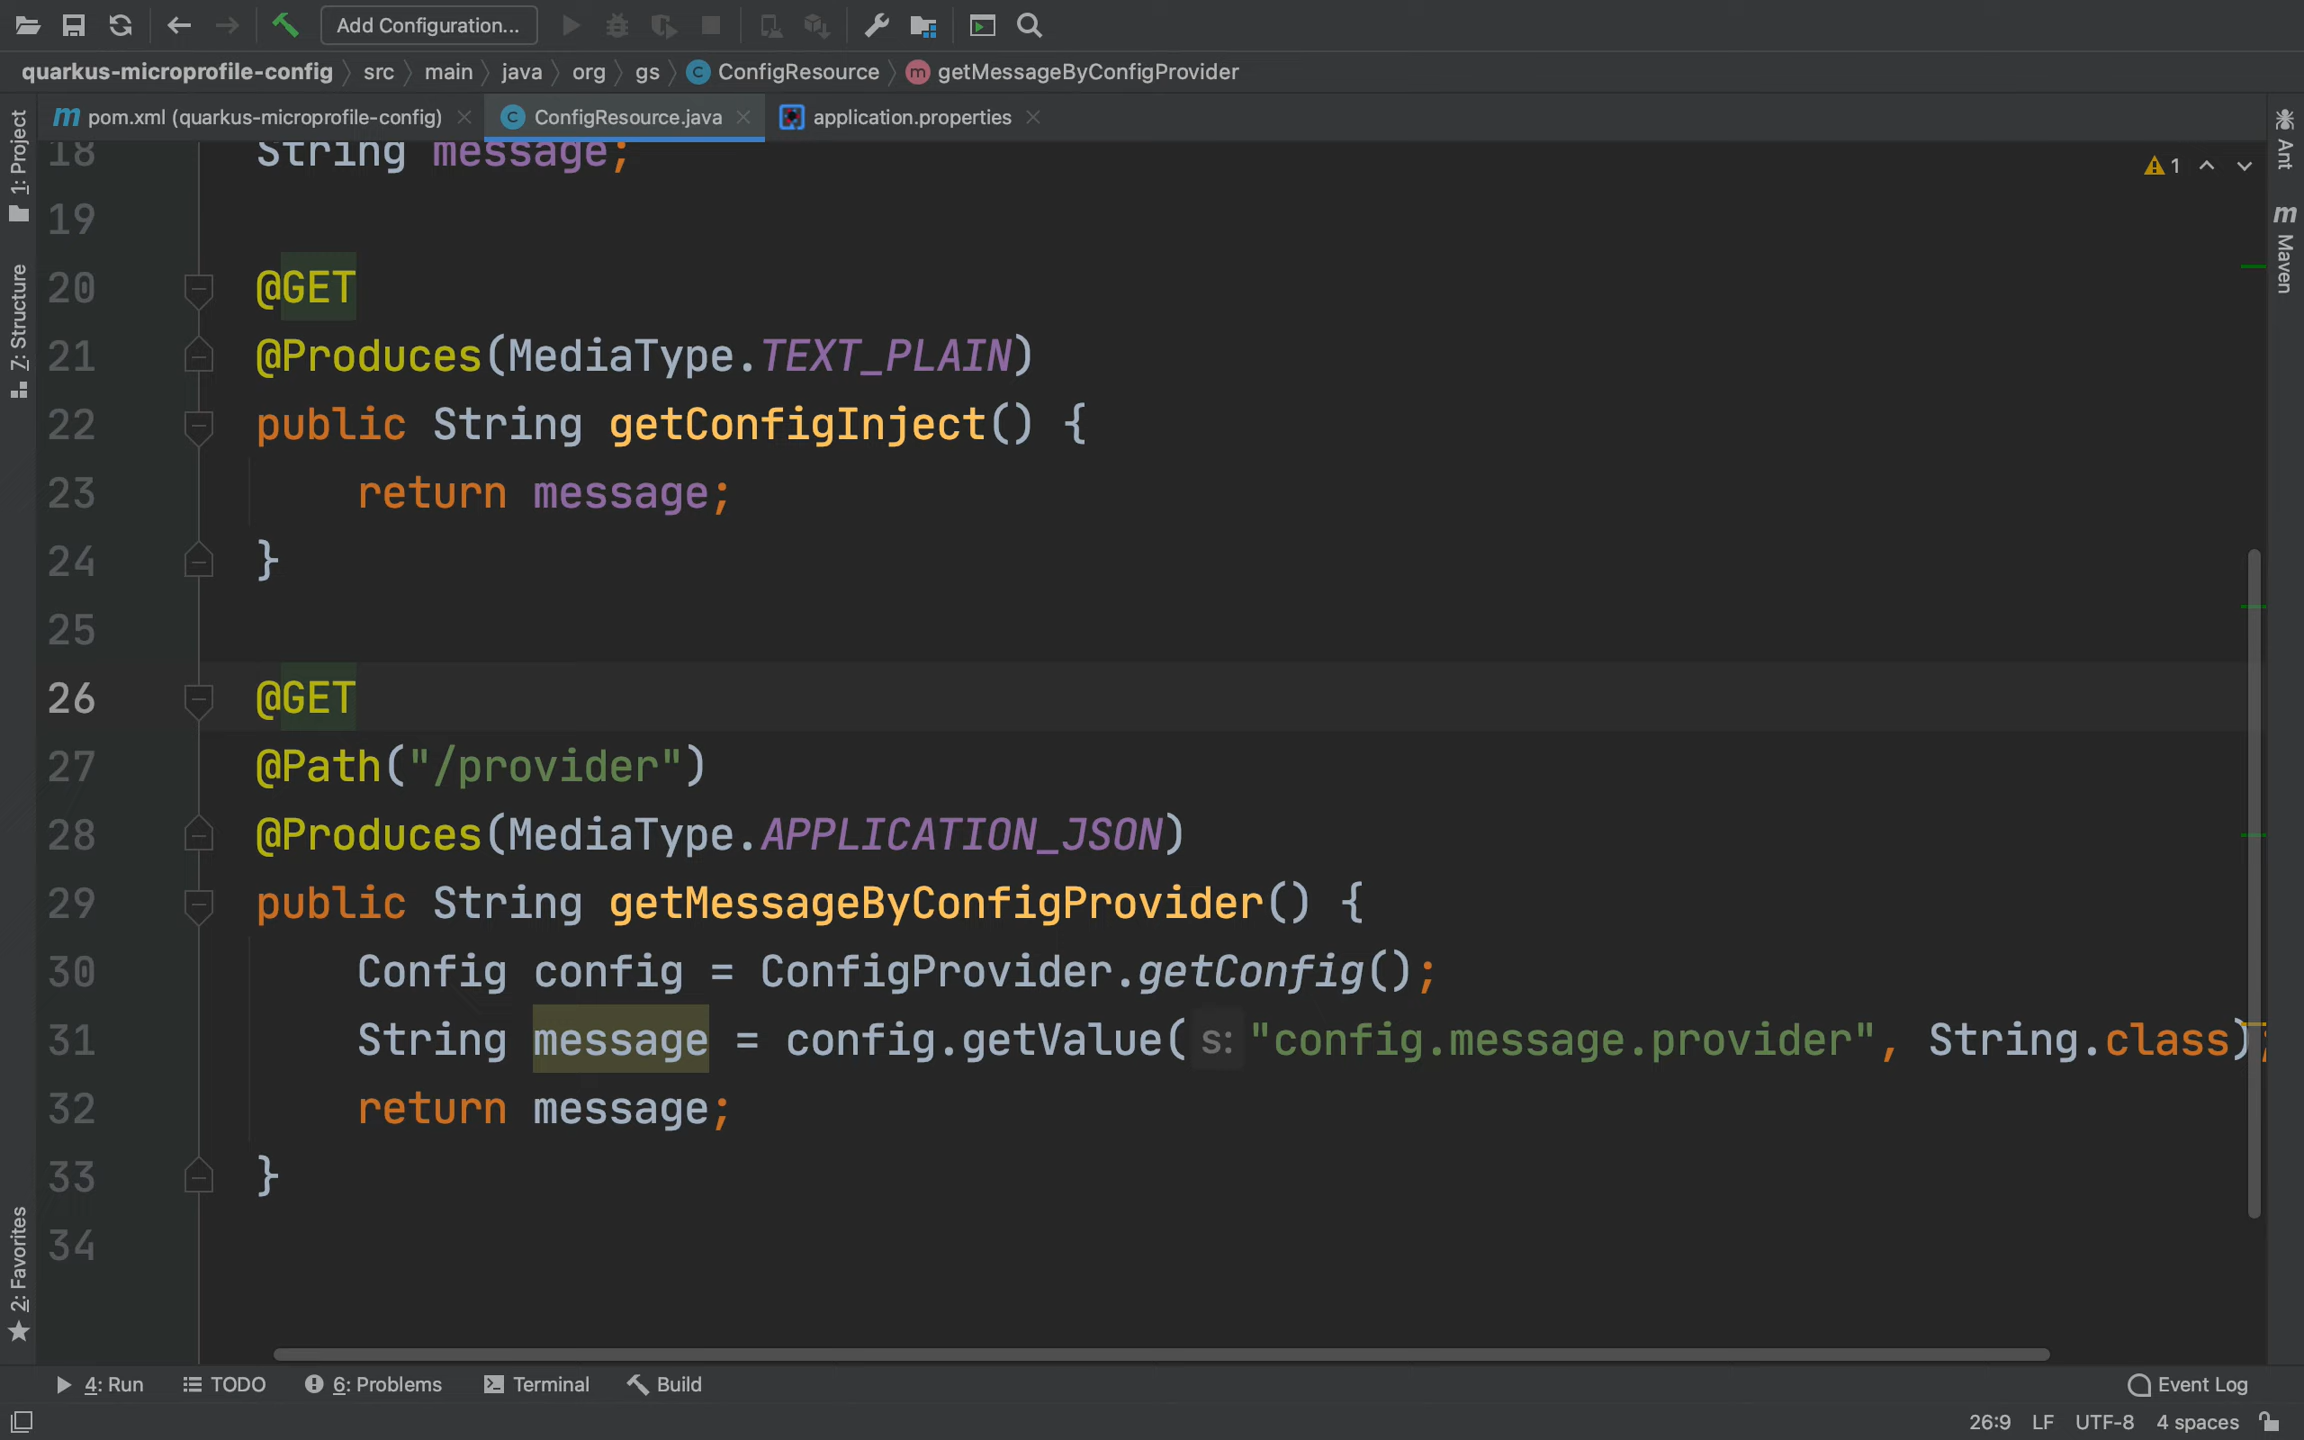 Add Configuration...
quarkus-microprofile-config src main java org gs C ConfigResource m getMessageByConfigProvider
m pom.xml (quarkus-microprofile-config) C ConfigResource.java application.properties
1: Project
Z: Structure
2: Favorites
Ant
m Maven
1
18 String message;
19
20 @GET
21 @Produces(MediaType.TEXT_PLAIN)
22 public String getConfigInject() {
23 return message;
24 }
25
26 @GET
27 @Path("/provider")
28 @Produces(MediaType.APPLICATION_JSON)
29 public String getMessageByConfigProvider() {
30 Config config = ConfigProvider.getConfig();
31 String message = config.getValue( s: "config.message.provider", String.class);
32 return message;
33 }
34
4: Run TODO 6: Problems Terminal Build Event Log
26:9 LF UTF-8 4 spaces